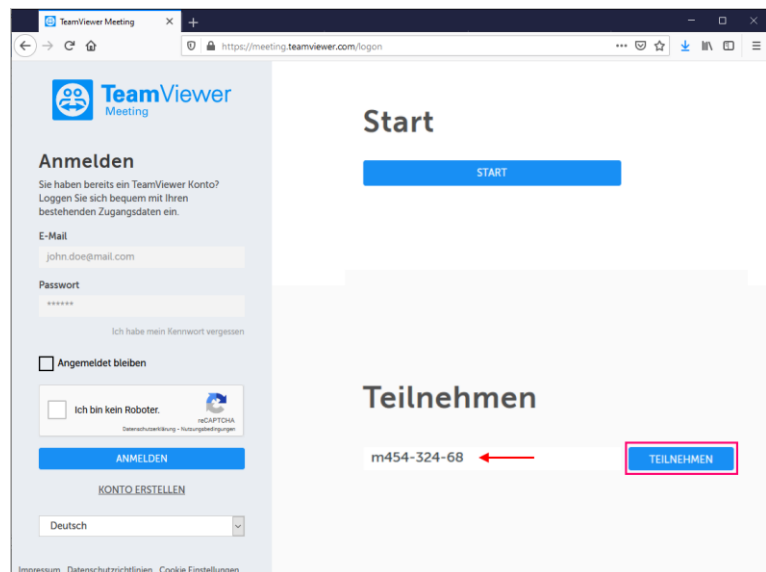 TeamViewer Meeting
https://meeting.teamviewer.com/logon
TeamViewer
Meeting
Anmelden
Sie haben bereits ein TeamViewer Konto?
Loggen Sie sich bequem mit Ihren
bestehenden Zugangsdaten ein.
E-Mail
john.doe@mail.com
Passwort
******
Ich habe mein Kennwort vergessen
Angemeldet bleiben
Ich bin kein Roboter.
reCAPTCHA
Datenschutzerklärung - Nutzungsbedingungen
ANMELDEN
KONTO ERSTELLEN
Deutsch
Impressum Datenschutzrichtlinien Cookie Einstellungen
Start
START
Teilnehmen
m454-324-68
TEILNEHMEN